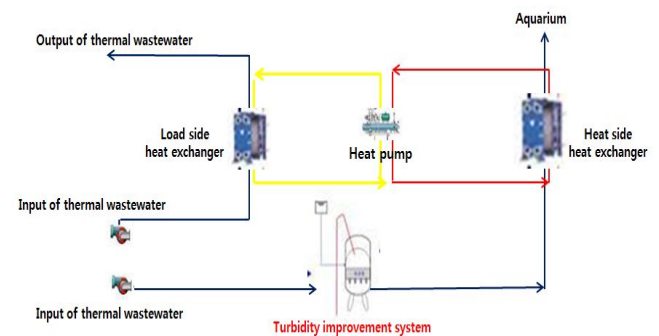 Aquarium
Output of thermal wastewater
Load side
heat exchanger
Heat pump
Heat side
heat exchanger
Input of thermal wastewater
Input of thermal wastewater
Turbidity improvement system